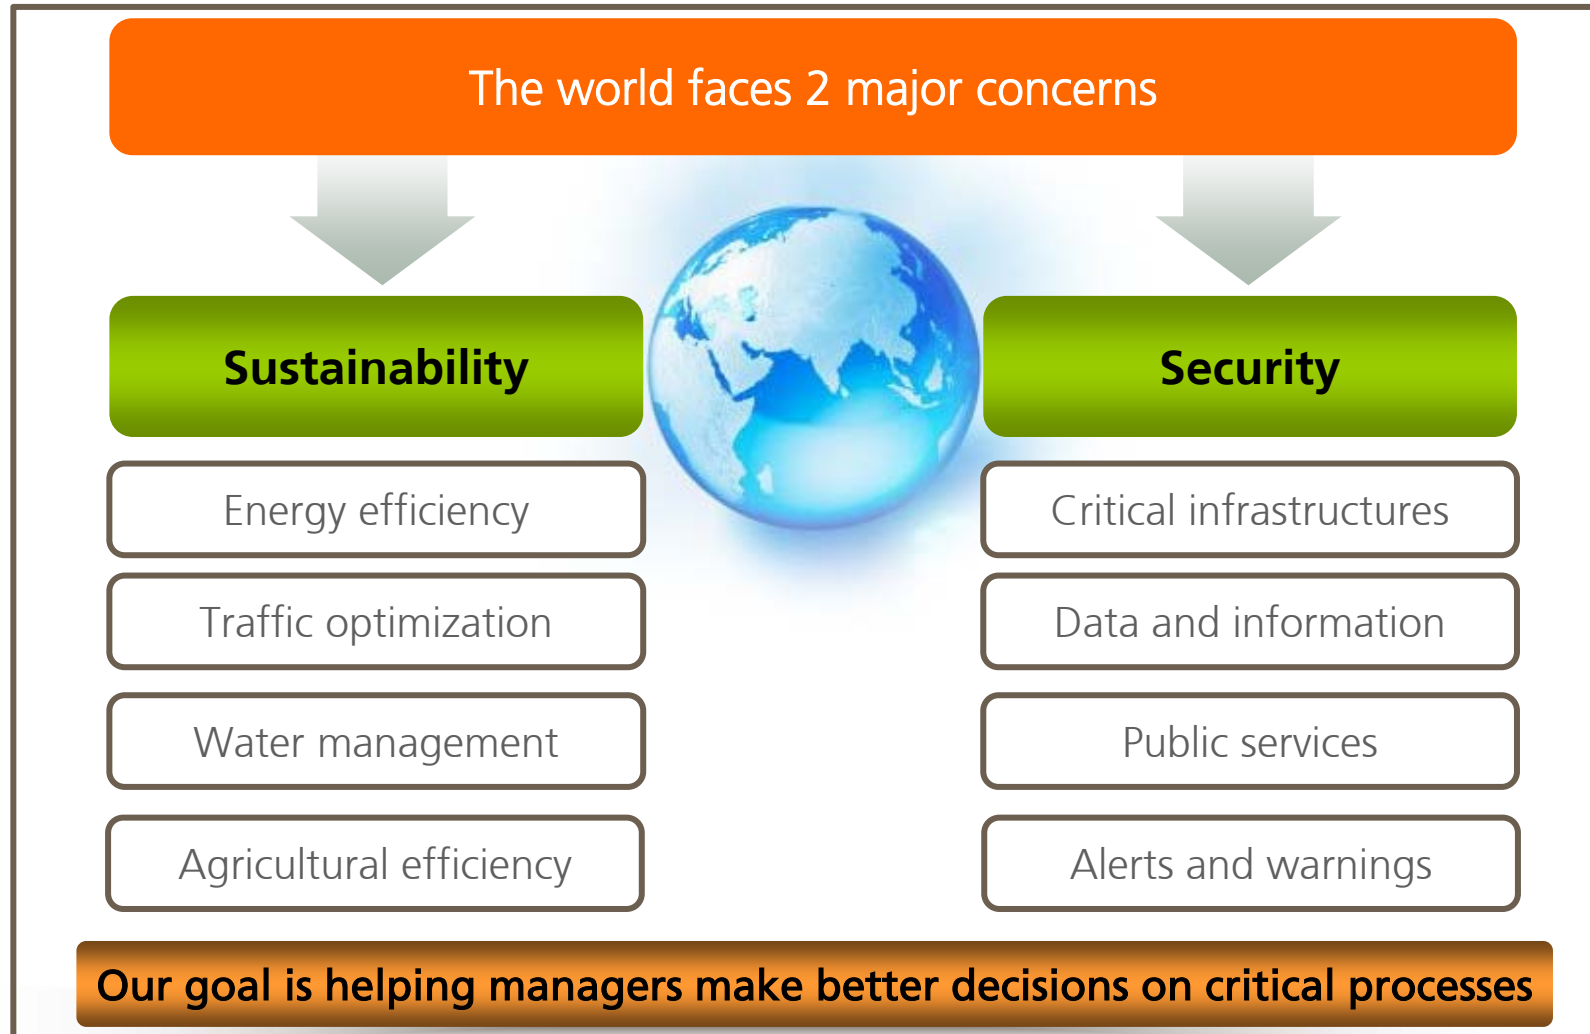 The world faces 2 major concerns
Sustainability
Energy efficiency
Traffic optimization
Water management
Agricultural efficiency
Security
Critical infrastructures
Data and information
Public services
Alerts and warnings
Our goal is helping managers make better decisions on critical processes